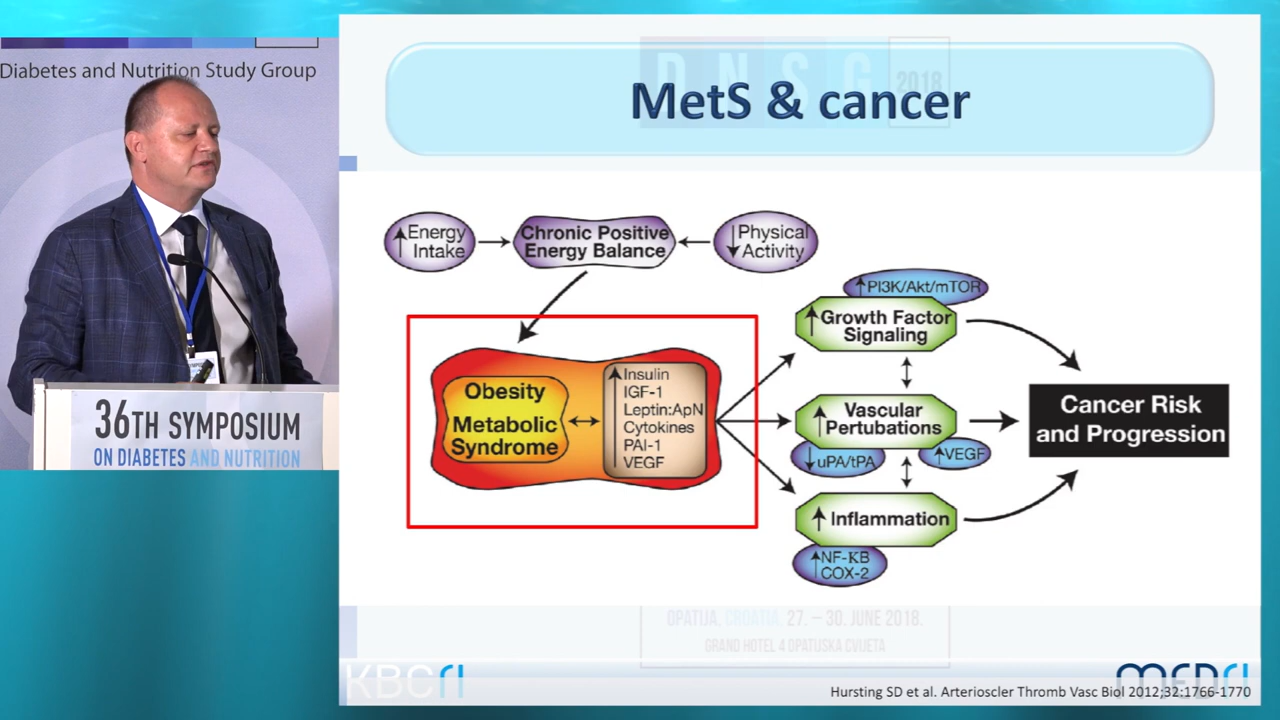 Diabetes and Nutrition Study Group
36TH SYMPOSIUM
ON DIABETES AND NUTRITION
DNSG
2018
MetS & cancer
Energy
Intake
Chronic Positive
Energy Balance
Physical
Activity
PI3K/Akt/mTOR
Growth Factor
Signaling
Obesity
Metabolic
Syndrome
Insulin
IGF-1
Leptin:ApN
Cytokines
PAI-1
VEGF
Vascular
Pertubations
uPA/tPA
VEGF
Inflammation
NF-KB
COX-2
Cancer Risk
and Progression
OPATIJA, CROATIA, 27. – 30. JUNE 2018.
GRAND HOTEL 4 OPATIJSKA CVIJETA
KBCRI
MEDRI
Hursting SD et al. Arterioscler Thromb Vasc Biol 2012;32:1766-1770